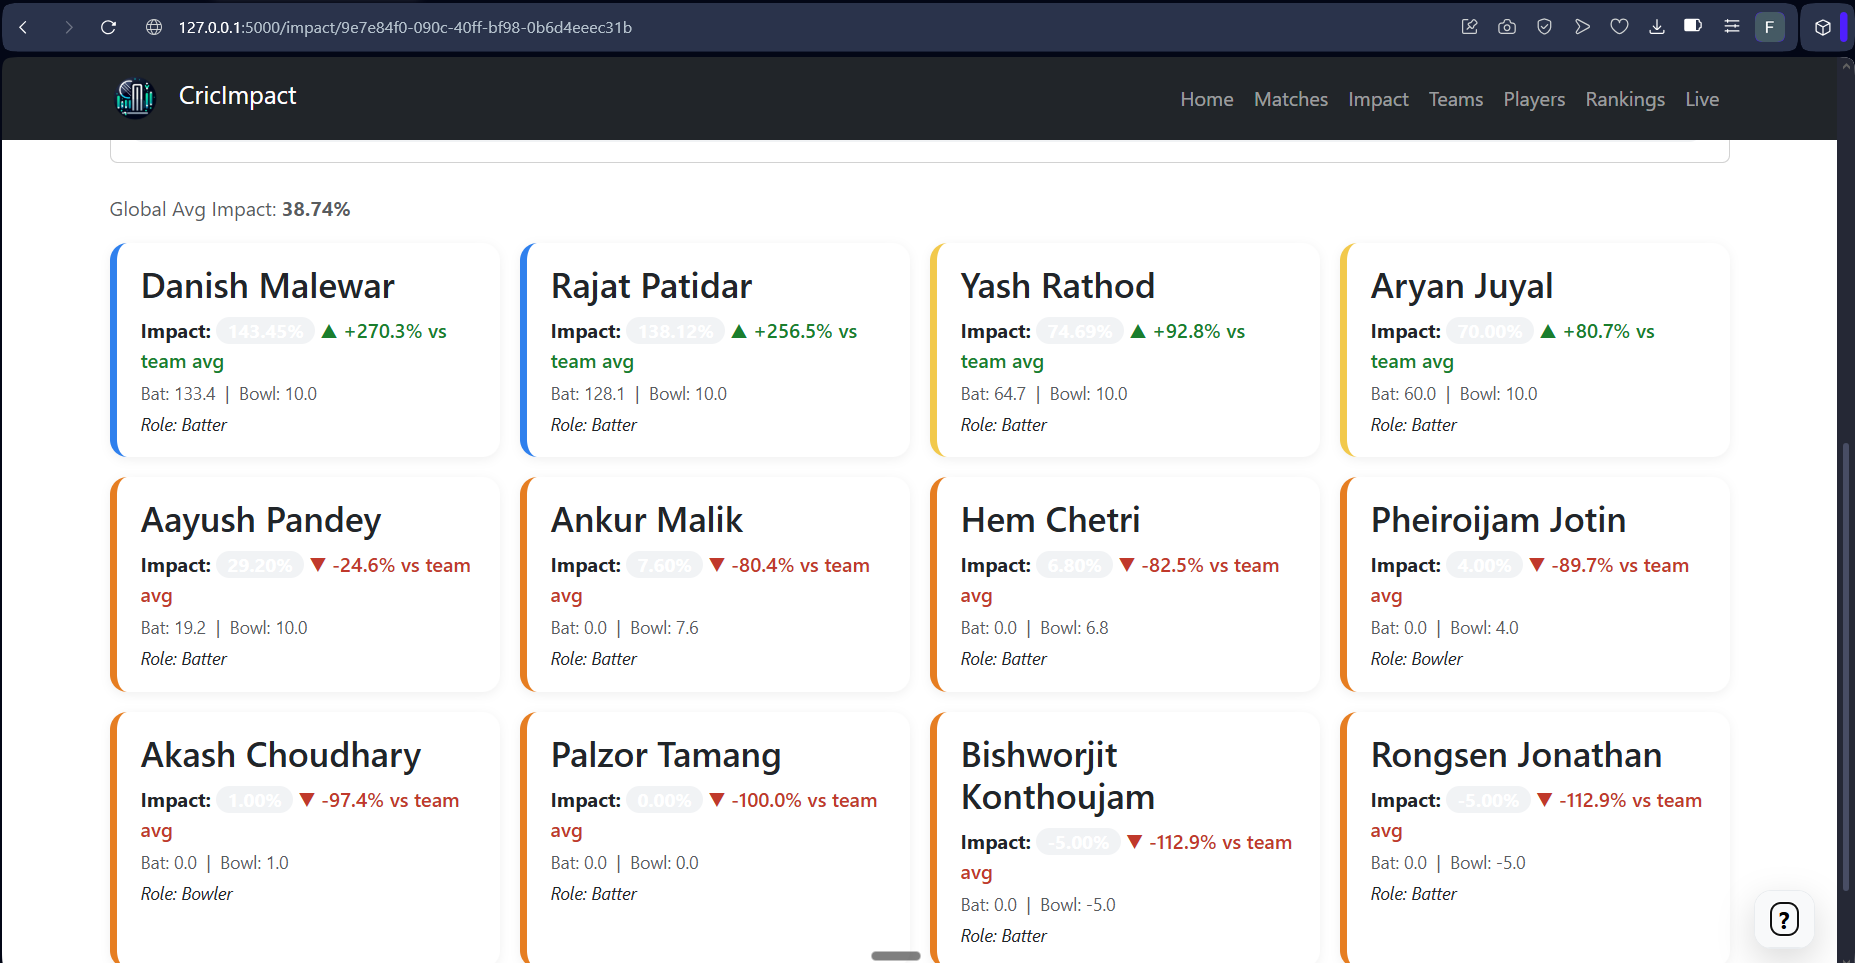 127.0.0.1:5000/impact/9e7e84f0-090c-40ff-bf98-0b6d4eeec31b
F
CricImpact
Home Matches Impact Teams Players Rankings Live
Global Avg Impact: 38.74%
Danish Malewar
Impact: 143.45% ▲ +270.3% vs
team avg
Bat: 133.4 | Bowl: 10.0
Role: Batter
Rajat Patidar
Impact: 138.12% ▲ +256.5% vs
team avg
Bat: 128.1 | Bowl: 10.0
Role: Batter
Yash Rathod
Impact: 74.69% ▲ +92.8% vs
team avg
Bat: 64.7 | Bowl: 10.0
Role: Batter
Aryan Juyal
Impact: 70.00% ▲ +80.7% vs
team avg
Bat: 60.0 | Bowl: 10.0
Role: Batter
Aayush Pandey
Impact: 29.20% ▼ -24.6% vs team
avg
Bat: 19.2 | Bowl: 10.0
Role: Batter
Ankur Malik
Impact: 7.60% ▼ -80.4% vs team
avg
Bat: 0.0 | Bowl: 7.6
Role: Batter
Hem Chetri
Impact: 6.80% ▼ -82.5% vs team
avg
Bat: 0.0 | Bowl: 6.8
Role: Batter
Pheiroijam Jotin
Impact: 4.00% ▼ -89.7% vs team
avg
Bat: 0.0 | Bowl: 4.0
Role: Bowler
Akash Choudhary
Impact: 1.00% ▼ -97.4% vs team
avg
Bat: 0.0 | Bowl: 1.0
Role: Bowler
Palzor Tamang
Impact: 0.00% ▼ -100.0% vs team
avg
Bat: 0.0 | Bowl: 0.0
Role: Batter
Bishworjit
Konthoujam
Impact: -5.00% ▼ -112.9% vs team
avg
Bat: 0.0 | Bowl: -5.0
Role: Batter
Rongsen Jonathan
Impact: -5.00% ▼ -112.9% vs team
avg
Bat: 0.0 | Bowl: -5.0
Role: Batter
?